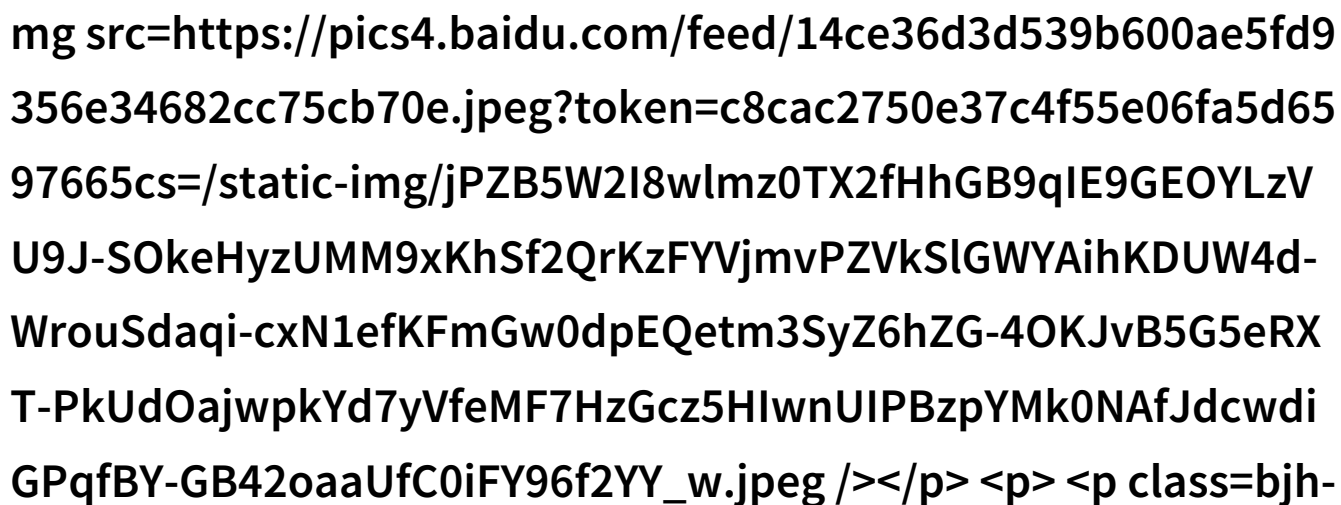 mg src=https://pics4.baidu.com/feed/14ce36d3d539b600ae5fd9
356e34682cc75cb70e.jpeg?token=c8cac2750e37c4f55e06fa5d65
97665cs=/static-img/jPZB5W2I8wlmz0TX2fHhGB9qIE9GEOYLzV
U9J-SOkeHyzUMM9xKhSf2QrKzFYVjmvPZVkSlGWYAihKDUW4d-
WrouSdaqi-cxN1efKFmGw0dpEQetm3SyZ6hZG-4OKJvB5G5eRX
T-PkUdOajwpkYd7yVfeMF7HzGcz5HIwnUIPBzpYMk0NAfJdcwdi
GPqfBY-GB42oaaUfC0iFY96f2YY_w.jpeg /></p> <p> <p class=bjh-